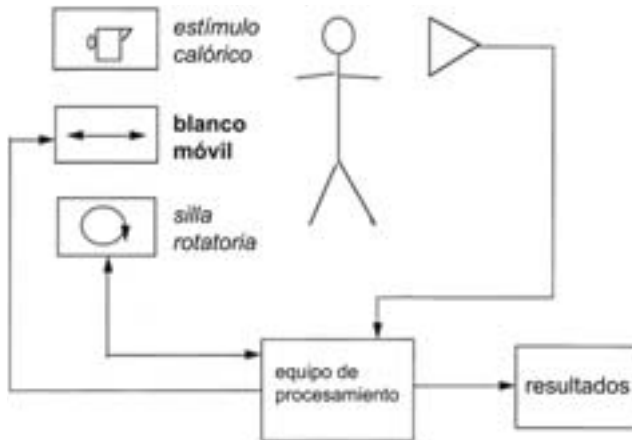 estímulo
calórico
blanco
móvil
silla
rotatoria
equipo de
procesamiento
resultados